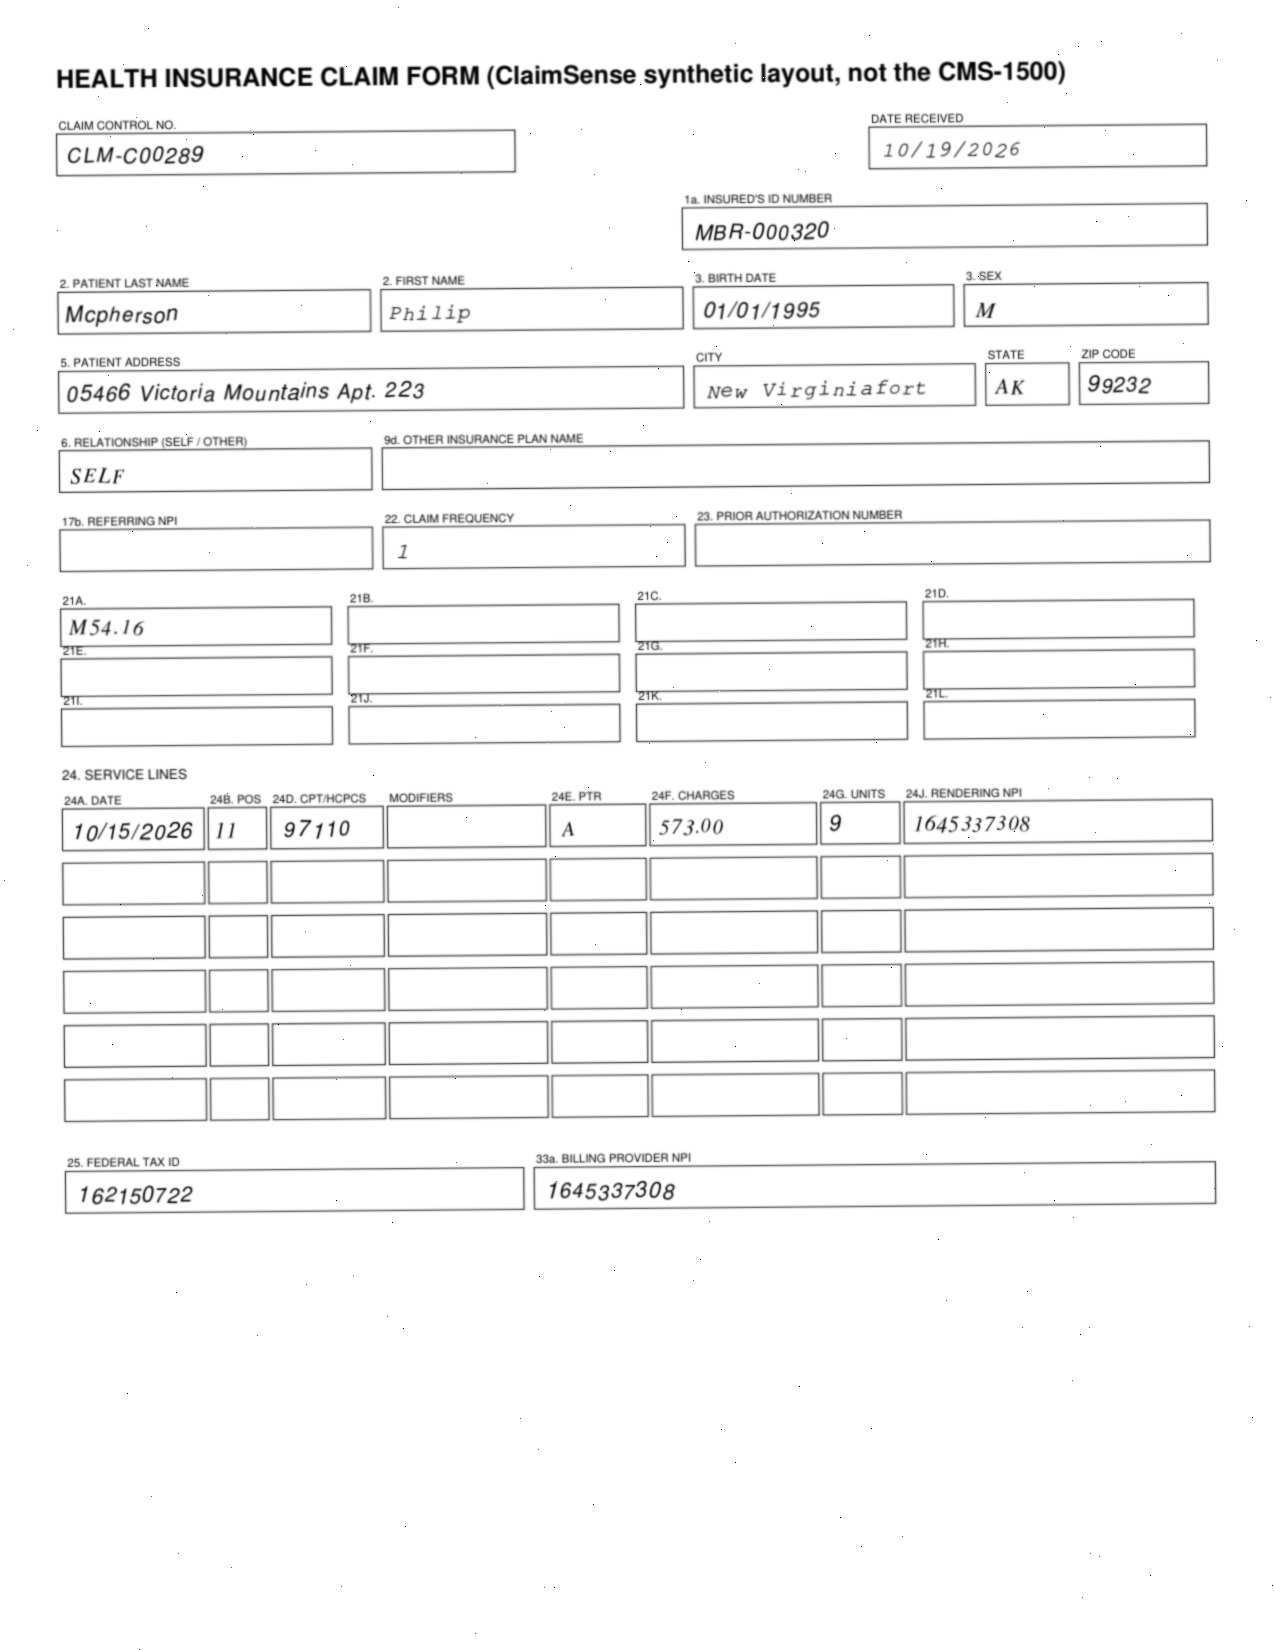 HEALTH INSURANCE CLAIM FORM (ClaimSense synthetic layout, not the CMS-1500)
CLAIM CONTROL NO. DATE RECEIVED
CLM-C00289 10/19/2026
1a. INSURED'S ID NUMBER
MBR-000320
2. PATIENT LAST NAME 2. FIRST NAME 3. BIRTH DATE 3. SEX
Mcpherson Philip 01/01/1995 M
5. PATIENT ADDRESS CITY STATE ZIP CODE
05466 Victoria Mountains Apt. 223 New Virginiafort AK 99232
6. RELATIONSHIP (SELF / OTHER) 9d. OTHER INSURANCE PLAN NAME
SELF
17b. REFERRING NPI 22. CLAIM FREQUENCY 23. PRIOR AUTHORIZATION NUMBER
1
21A. 21B. 21C. 21D.
M54.16
21E. 21F. 21G. 21H.
21I. 21J. 21K. 21L.
24. SERVICE LINES
24A. DATE 24B. POS 24D. CPT/HCPCS MODIFIERS 24E. PTR 24F. CHARGES 24G. UNITS 24J. RENDERING NPI
10/15/2026 11 97110 A 573.00 9 1645337308
25. FEDERAL TAX ID 33a. BILLING PROVIDER NPI
162150722 1645337308